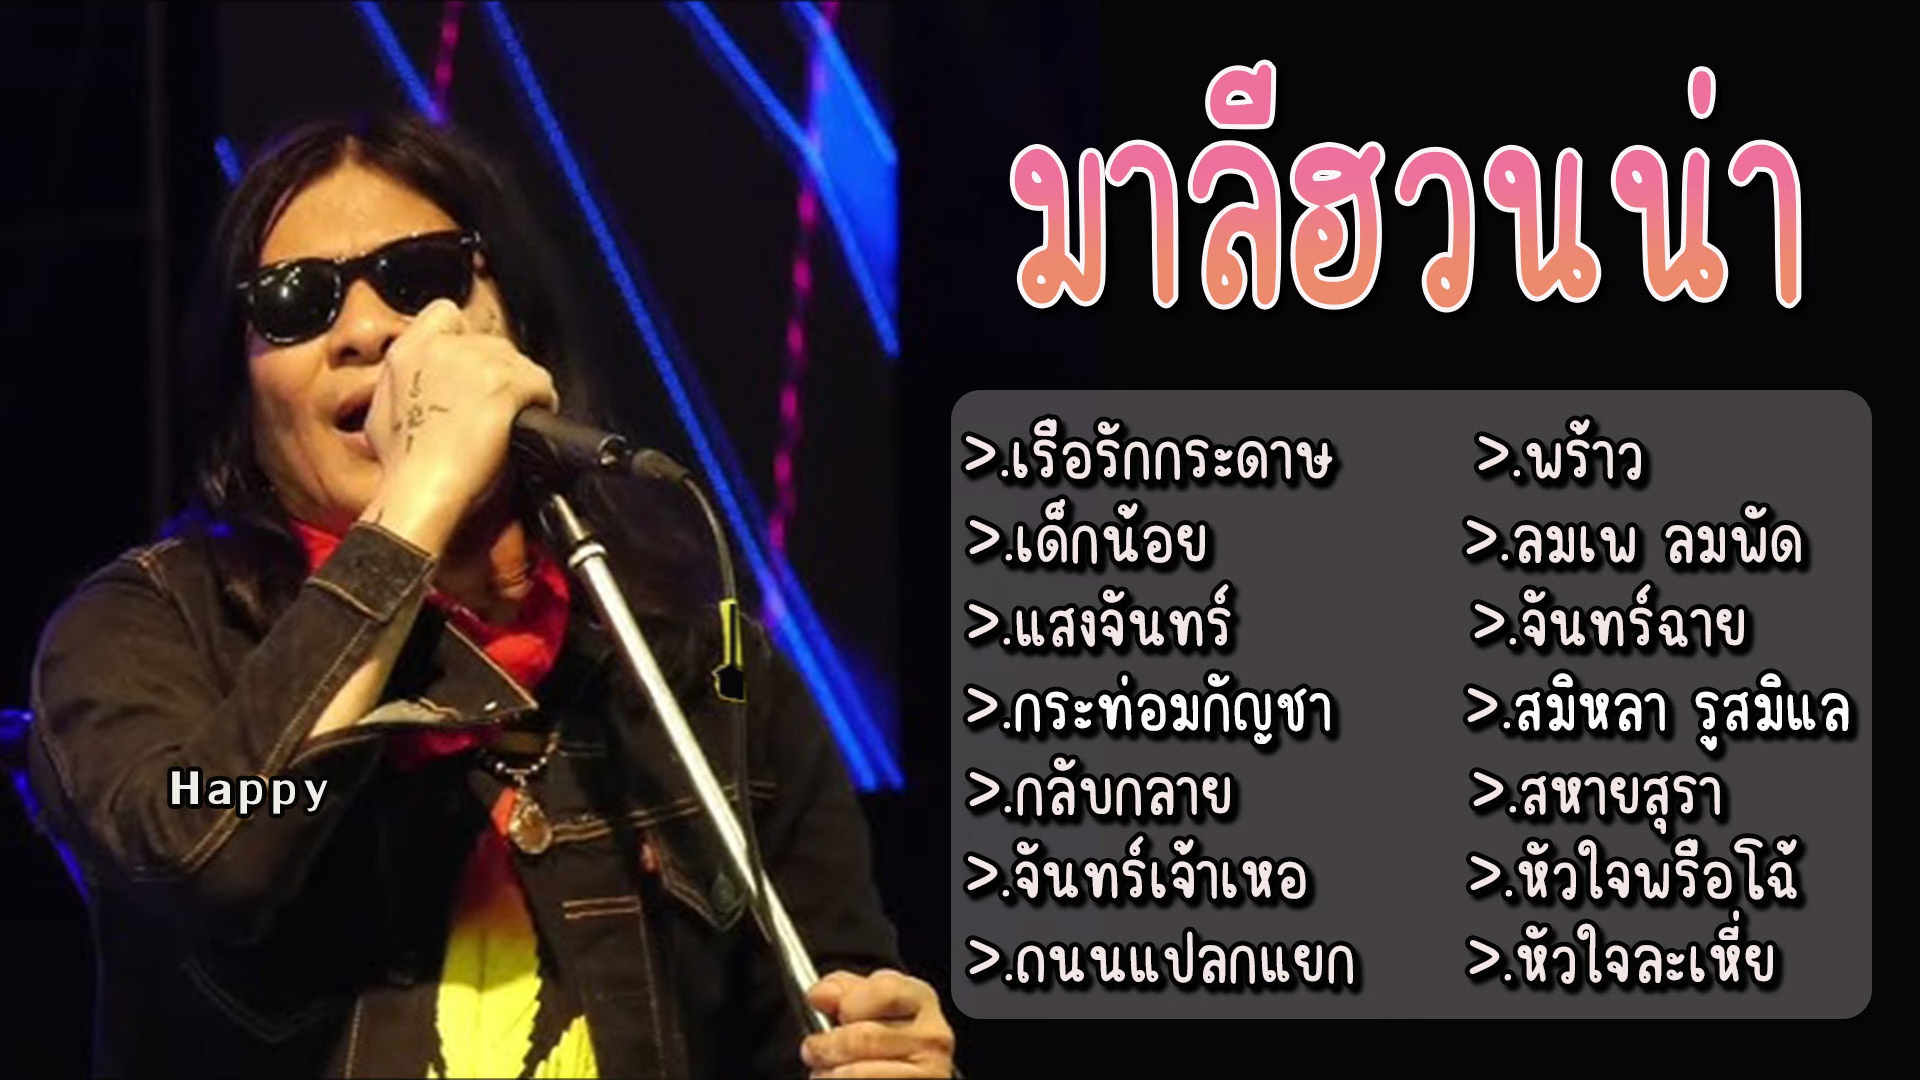 มาลีฮวนน่า
>.เรือรักกระดาษ
>.เด็กน้อย
>.แสงจันทร์
>.กระท่อมกัญชา
>.กลับกลาย
>.จันทร์เจ้าเหอ
>.ถนนแปลกแยก
>.พร้าว
>.ลมเพ ลมพัด
>.จันทร์ฉาย
>.สมิหลา รูสมิแล
>.สหายสุรา
>.หัวใจพรือโฉ้
>.หัวใจละเหี่ย
Happy